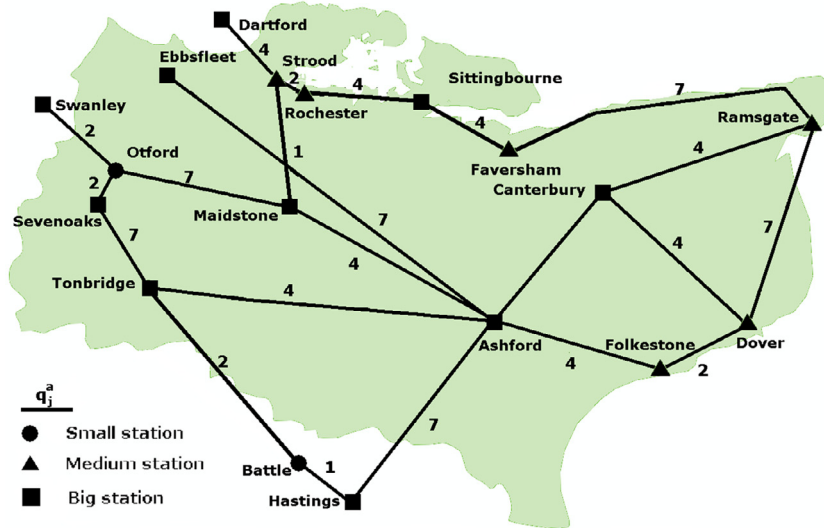 Dartford
4
Strood
Ebbsfleet
2
4
Rochester
Sittingbourne
7
Swanley
2
Otford
4
Ramsgate
1
Faversham
4
2
7
Canterbury
Sevenoaks
Maidstone
7
7
7
4
4
Tonbridge
4
Ashford
Folkestone
Dover
2
4
2
q_j^a
7
Small station
Medium station
Battle
1
Big station
Hastings